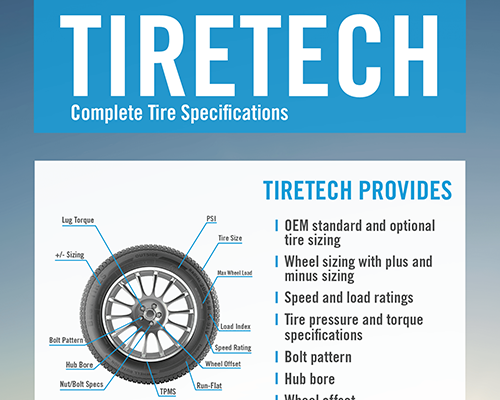 TIRETECH
Complete Tire Specifications
TIRETECH PROVIDES
OEM standard and optional
tire sizing
Wheel sizing with plus and
minus sizing
Speed and load ratings
Tire pressure and torque
specifications
Bolt pattern
Hub bore
Wheel offset
Lug Torque
PSI
Tire Size
+/- Sizing
Max Wheel Load
Load Index
Bolt Pattern
Speed Rating
Hub Bore
Wheel Offset
Nut/Bolt Specs
Run-Flat
TPMS